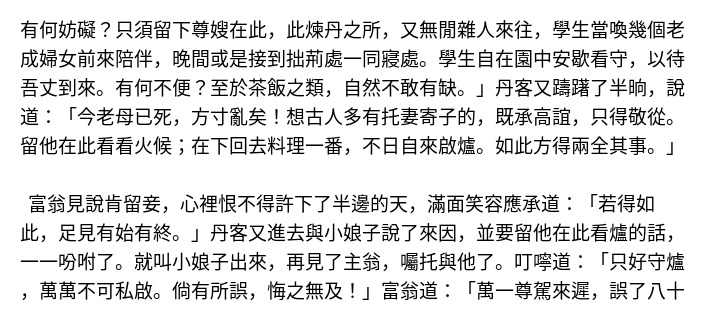 有何妨礙？只須留下尊嫂在此，此煉丹之所，又無閒雜人來往，學生當喚幾個老
成婦女前來陪伴，晚間或是接到拙荊處一同寢處。學生自在園中安歇看守，以待
吾丈到來。有何不便？至於茶飯之類，自然不敢有缺。」丹客又躊躇了半晌，說
道：「今老母已死，方寸亂矣！想古人多有托妻寄子的，既承高誼，只得敬從。
留他在此看看火候；在下回去料理一番，不日自來啟爐。如此方得兩全其事。」
富翁見說肯留妾，心裡恨不得許下了半邊的天，滿面笑容應承道：「若得如
此，足見有始有終。」丹客又進去與小娘子說了來因，並要留他在此看爐的話，
一一吩咐了。就叫小娘子出來，再見了主翁，囑托與他了。叮嚀道：「只好守爐
，萬萬不可私啟。倘有所誤，悔之無及！」富翁道：「萬一尊駕來遲，誤了八十